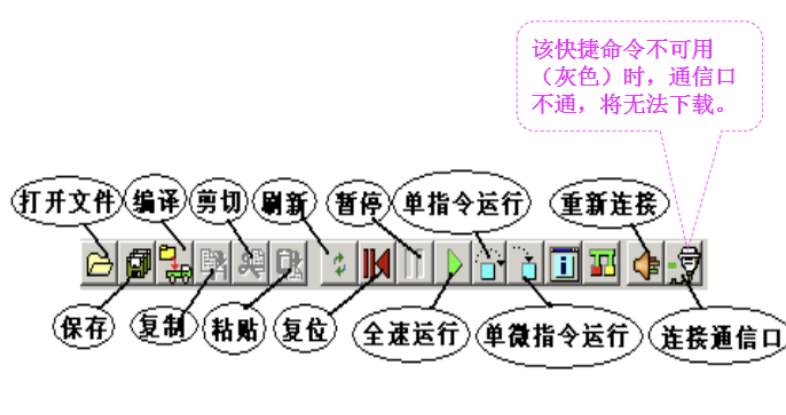 该快捷命令不可用
（灰色）时，通信口
不通，将无法下载。
打开文件
编译
剪切
刷新
暂停
单指令运行
重新连接
保存
复制
粘贴
复位
全速运行
单微指令运行
连接通信口